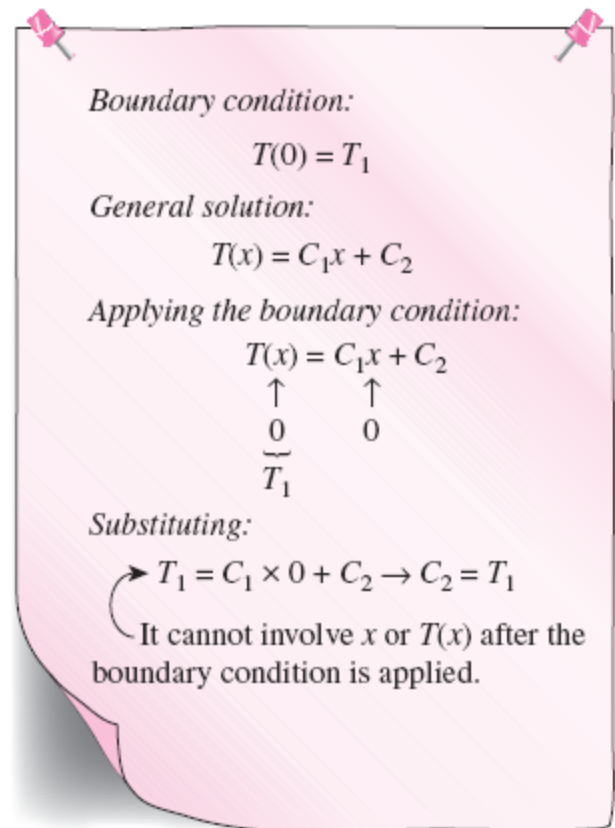 Boundary condition:
T(0) = T₁
General solution:
T(x) = C₁x + C₂
Applying the boundary condition:
T(x) = C₁x + C₂
↑ ↑
0 0
T₁
Substituting:
T₁ = C₁ × 0 + C₂ → C₂ = T₁
It cannot involve x or T(x) after the
boundary condition is applied.